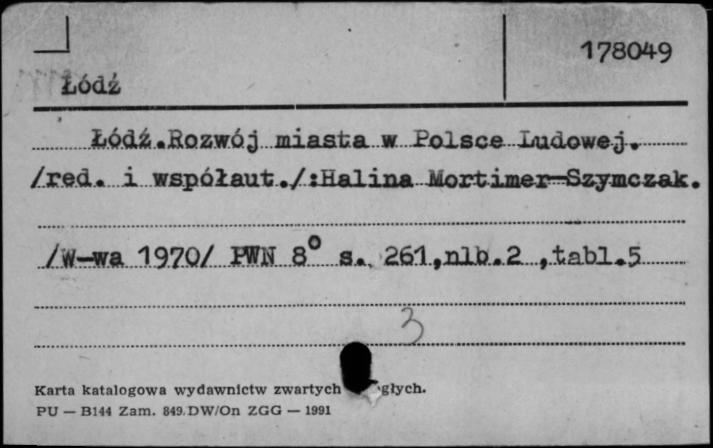 178049
Łódź
Łódź.Rozwój miasta w Polsce Ludowej.
/red. i współaut./:Halina Mortimer-Szymczak.
/W-wa 1970/ PWN 8° s. 261,nlb.2 ,tabl.5
3
Karta katalogowa wydawnictw zwartych
PU — B144 Zam. 849.DW/On ZGG — 1991